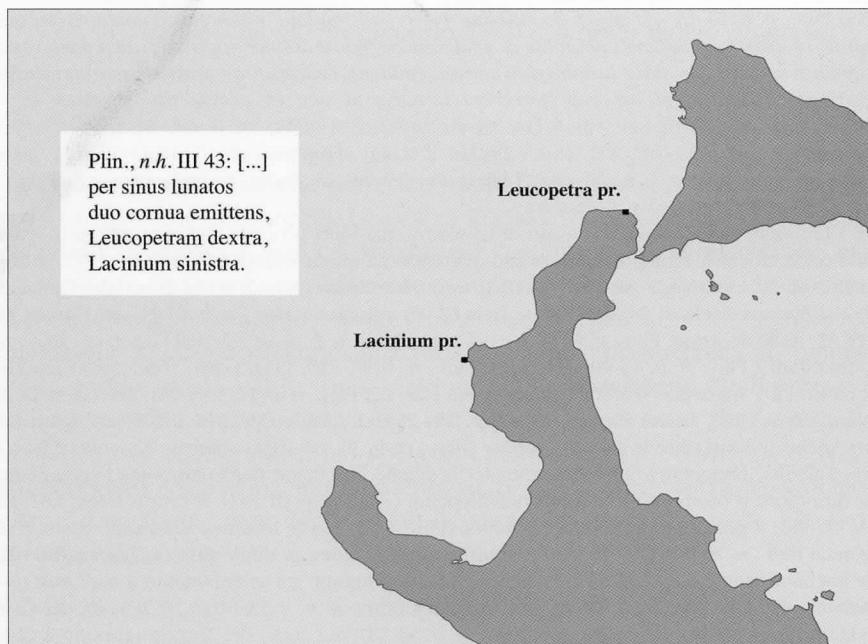 Plin., n.h. III 43: [...]
per sinus lunatos
duo cornua emittens,
Leucopetram dextra,
Lacinium sinistra.
Leucopetra pr.
Lacinium pr.